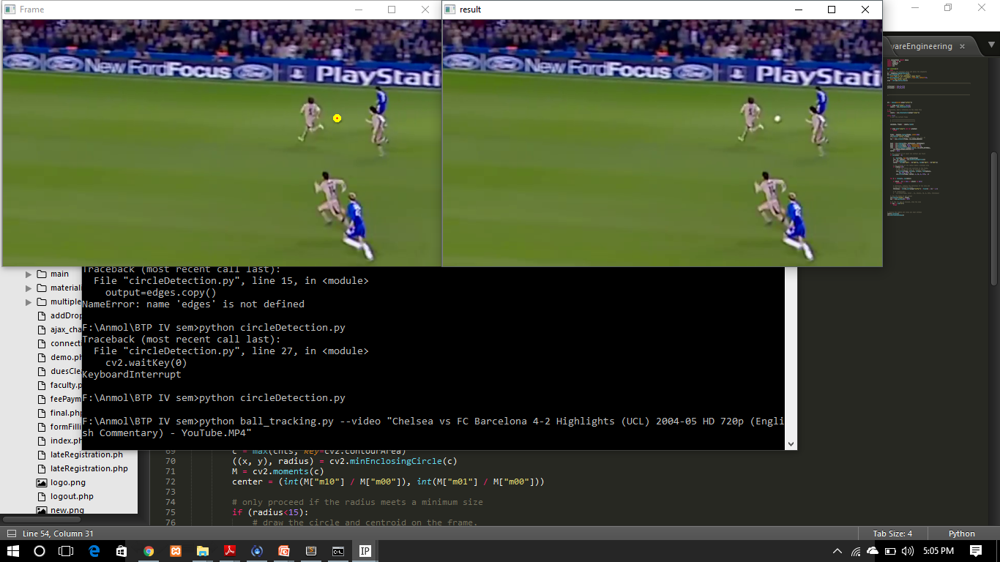 Frame
result
New FordFocus
PlayStati
New FordFocus
PlayStati
wareEngineering
main
material
multiple
addDrop
ajax_cha
connecti
demo.ph
duesClea
faculty.p
feePaym
final.php
formFilli
index.ph
lateRegistration.ph
lateRegistration.php
logo.png
logout.php
new.png
Traceback (most recent call last):
File "circleDetection.py", line 15, in <module>
output=edges.copy()
NameError: name 'edges' is not defined
F:\Anmol\BTP IV sem>python circleDetection.py
Traceback (most recent call last):
File "circleDetection.py", line 27, in <module>
cv2.waitKey(0)
KeyboardInterrupt
F:\Anmol\BTP IV sem>python circleDetection.py
F:\Anmol\BTP IV sem>python ball_tracking.py --video "Chelsea vs FC Barcelona 4-2 Highlights (UCL) 2004-05 HD 720p (Engli
sh Commentary) - YouTube.MP4"
69 c = max(cnts, key=cv2.contourArea)
70 ((x, y), radius) = cv2.minEnclosingCircle(c)
71 M = cv2.moments(c)
72 center = (int(M["m10"] / M["m00"]), int(M["m01"] / M["m00"]))
73
74 # only proceed if the radius meets a minimum size
75 if (radius<15):
76 # draw the circle and centroid on the frame,
Line 54, Column 31
Tab Size: 4
Python
IP
5:05 PM